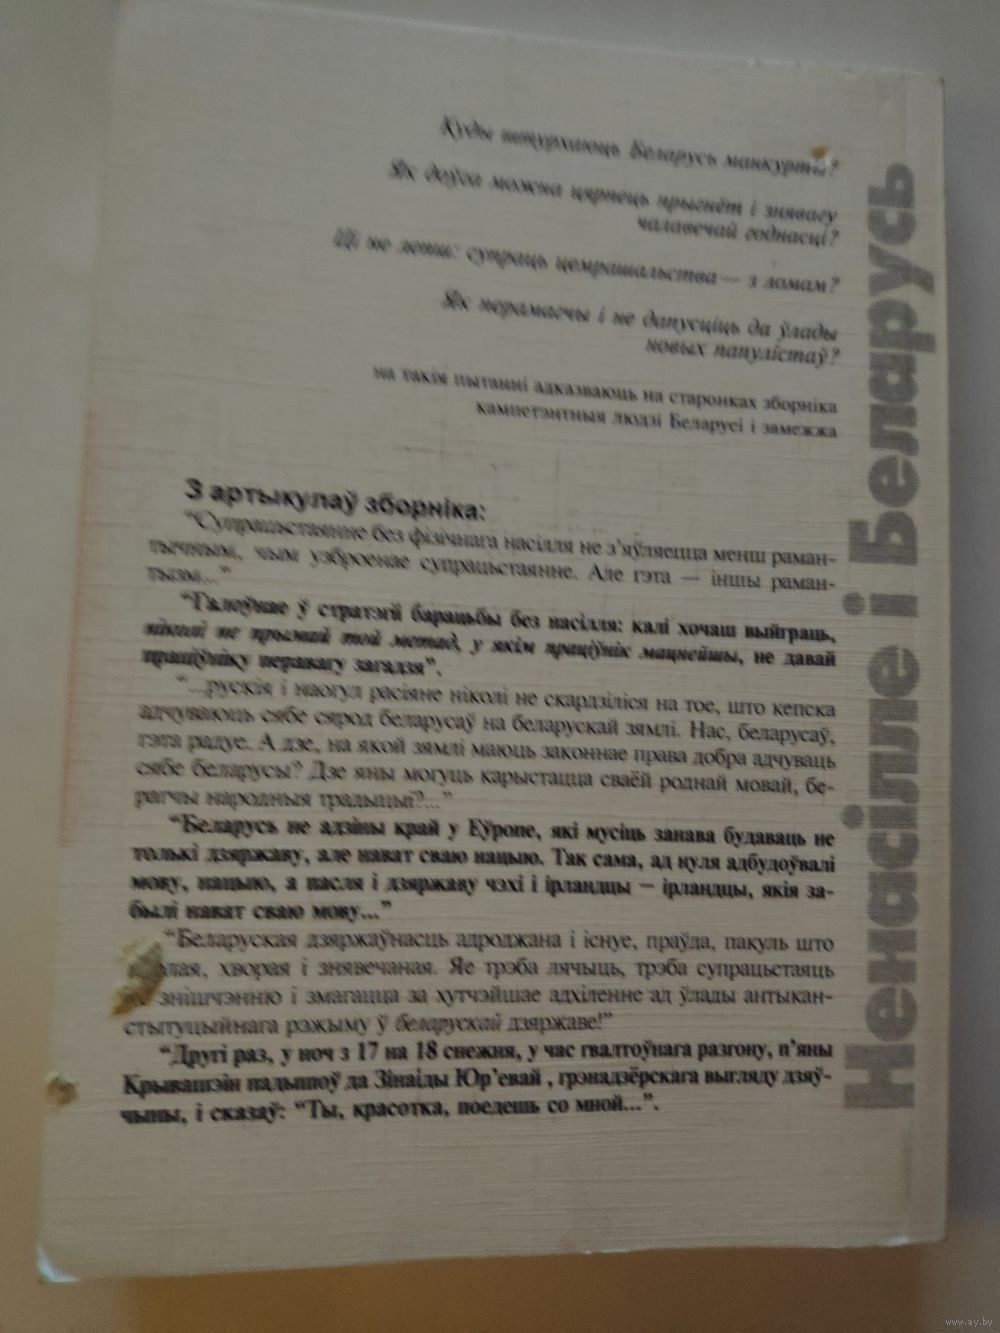 Куды штурхаюць Беларусь манкурты?
Як доўга можна цярпець прыгнёт і знявагу
чалавечай годнасці?
Ці не лепш: супраць цемрашальства — з ломам?
Як перамагчы і не дапусціць да ўлады
новых папулістаў?
на такія пытанні адказваюць на старонках зборніка
кампетэнтныя людзі Беларусі і замежжа
З артыкулаў зборніка:
"Супрацьстаянне без фізічнага насілля не з'яўляецца менш раман-
тычным, чым узброенае супрацьстаянне. Але гэта — іншы раман-
тызм..."
"Галоўнае ў стратэгіі барацьбы без насілля: калі хочаш выйграць,
ніколі не прымай той метад, у якім праціўнік мацнейшы, не давай
праціўніку перавагу загадзя".
"...рускія і наогул расіяне ніколі не скардзіліся на тое, што кепска
адчуваюць сябе сярод беларусаў на беларускай зямлі. Нас, беларусаў,
гэта радуе. А дзе, на якой зямлі маюць законнае права добра адчуваць
сябе беларусы? Дзе яны могуць карыстацца сваёй роднай мовай, бе-
рагчы народныя традыцыі?..."
"Беларусь не адзіны край у Еўропе, які мусіць занава будаваць не
толькі дзяржаву, але нават сваю нацыю. Так сама, ад нуля адбудоўвалі
мову, нацыю, а пасля і дзяржаву чэхі і ірландцы – ірландцы, якія за-
былі нават сваю мову..."
"Беларуская дзяржаўнасць адроджана і існуе, праўда, пакуль што
хворая і знявечаная. Яе трэба лячыць, трэба супрацьстаяць
знішчэнню і змагацца за хутчэйшае адхіленне ад ўлады антыкан-
стытуцыйнага рэжыму ў беларускай дзяржаве!"
"Другі раз, у ноч з 17 на 18 снежня, у час гвалтоўнага разгону, п'яны
Крывашэін падышоў да Зінаіды Юр'евай , грэнадзёрскага выгляду дзяў-
чыны, і сказаў: "Ты, красотка, поедешь со мной...".
Ненасілле і Беларусь
www.ay.by